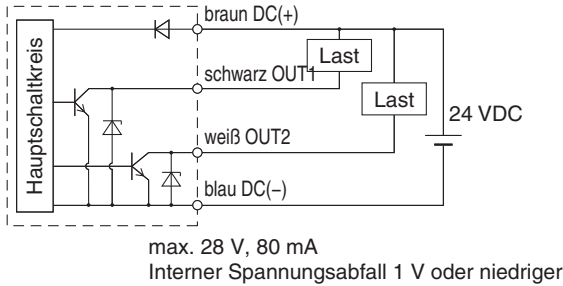 braun DC(+)
Last
schwarz OUT1
Last
Hauptschaltkreis
24 VDC
weiß OUT2
blau DC(−)
max. 28 V, 80 mA
Interner Spannungsabfall 1 V oder niedriger